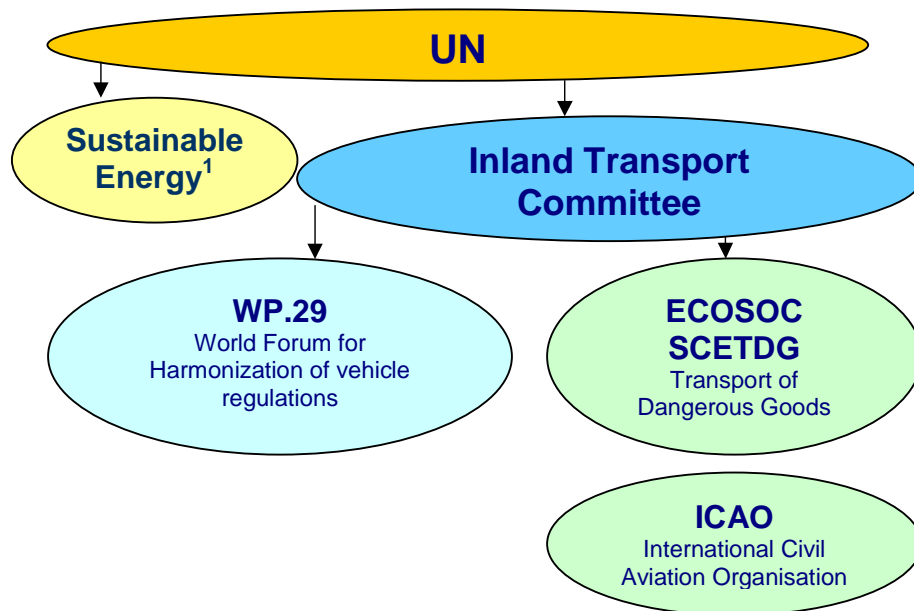 UN
Sustainable
Energy¹
Inland Transport
Committee
WP.29
World Forum for
Harmonization of vehicle
regulations
ECOSOC
SCETDG
Transport of
Dangerous Goods
ICAO
International Civil
Aviation Organisation